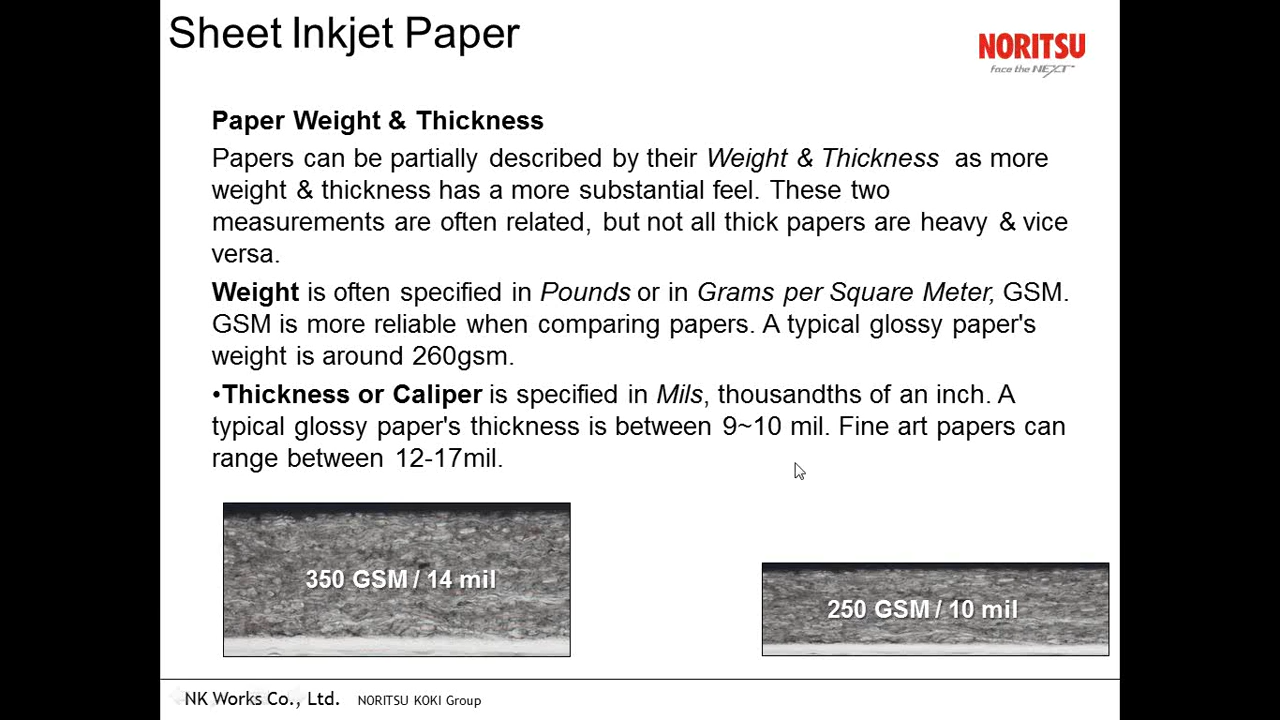 Sheet Inkjet Paper
NORITSU
face the NEXT™
Paper Weight & Thickness
Papers can be partially described by their Weight & Thickness as more
weight & thickness has a more substantial feel. These two
measurements are often related, but not all thick papers are heavy & vice
versa.
Weight is often specified in Pounds or in Grams per Square Meter, GSM.
GSM is more reliable when comparing papers. A typical glossy paper's
weight is around 260gsm.
•Thickness or Caliper is specified in Mils, thousandths of an inch. A
typical glossy paper's thickness is between 9~10 mil. Fine art papers can
range between 12-17mil.
350 GSM / 14 mil
250 GSM / 10 mil
NK Works Co., Ltd. NORITSU KOKI Group